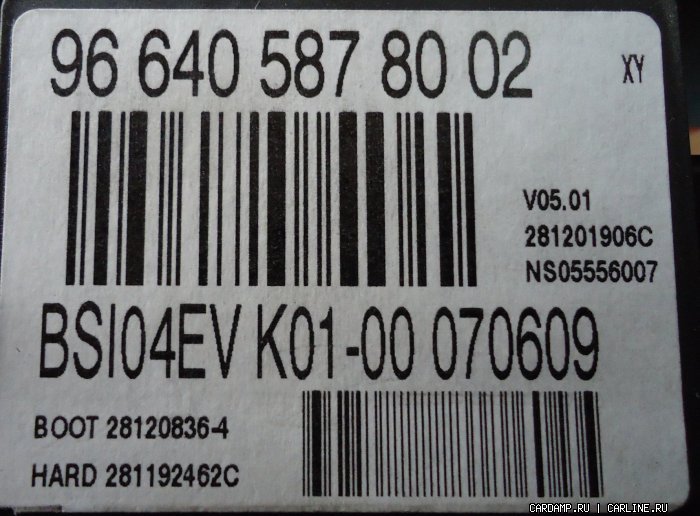 96 640 587 80 02
XY
V05.01
281201906C
NS05556007
BSI04EV K01-00 070609
BOOT 28120836-4
HARD 281192462C
CARDAMP.RU | CARLINE.RU